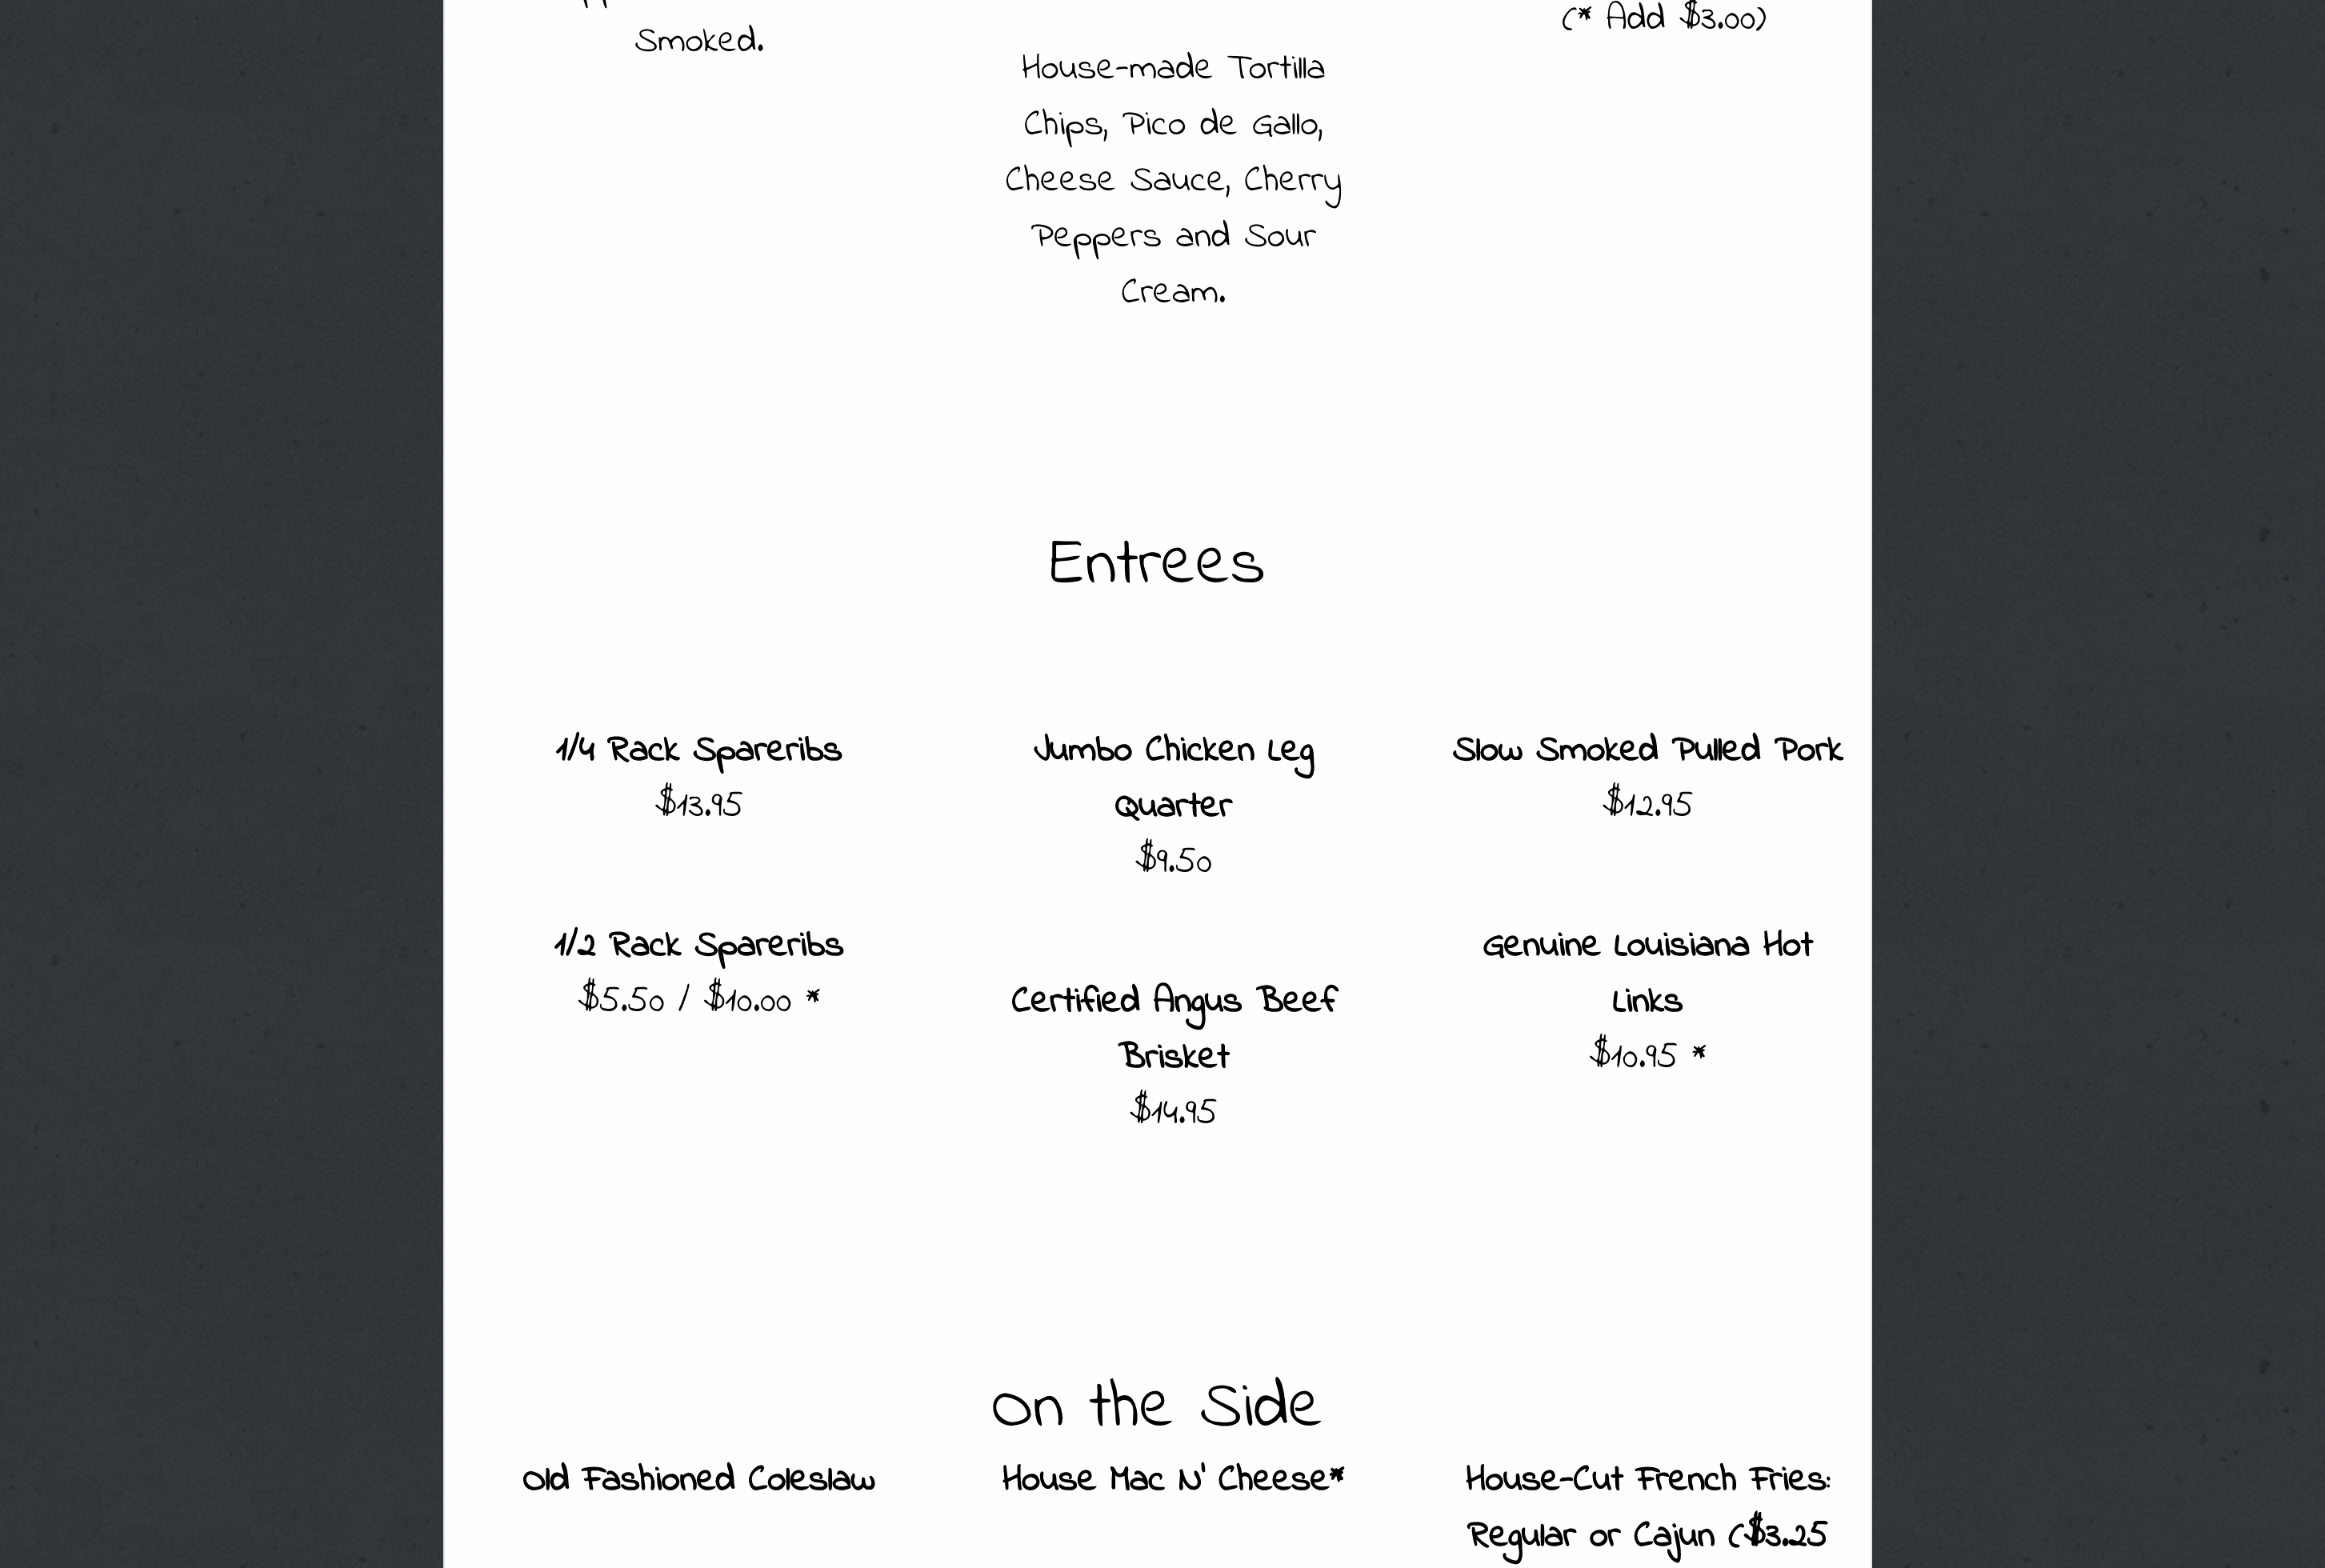 Smoked.
House-made Tortilla
Chips, Pico de Gallo,
Cheese Sauce, Cherry
Peppers and Sour
Cream.
(* Add $3.00)
Entrees
1/4 Rack Spareribs
$13.95
1/2 Rack Spareribs
$5.50 / $10.00 *
Jumbo Chicken Leg
Quarter
$9.50
Certified Angus Beef
Brisket
$14.95
Slow Smoked Pulled Pork
$12.95
Genuine Louisiana Hot
Links
$10.95 *
On the Side
Old Fashioned Coleslaw
House Mac N' Cheese*
House-Cut French Fries:
Regular or Cajun ($3.25